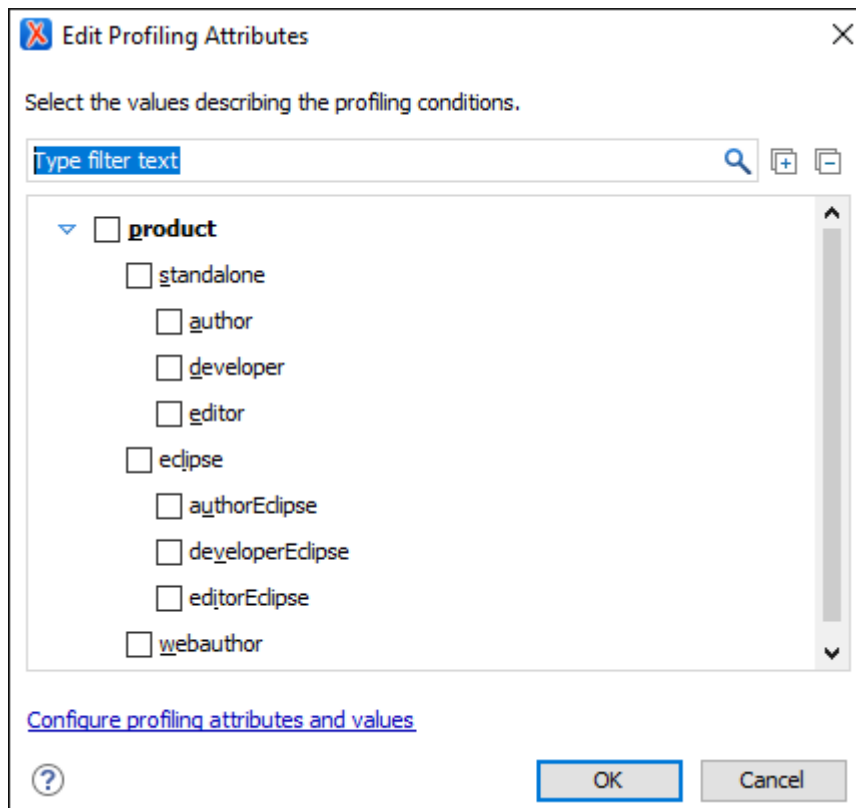 Edit Profiling Attributes
Select the values describing the profiling conditions.
Type filter text
product
standalone
author
developer
editor
eclipse
authorEclipse
developerEclipse
editorEclipse
webauthor
Configure profiling attributes and values
OK Cancel